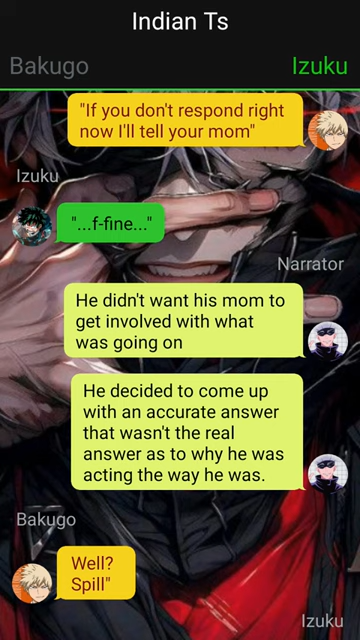 Indian Ts
Bakugo Izuku
"If you don't respond right
now I'll tell your mom"
Izuku
"...f-fine..."
Narrator
He didn't want his mom to
get involved with what
was going on
He decided to come up
with an accurate answer
that wasn't the real
answer as to why he was
acting the way he was.
Bakugo
Well?
Spill"
Izuku